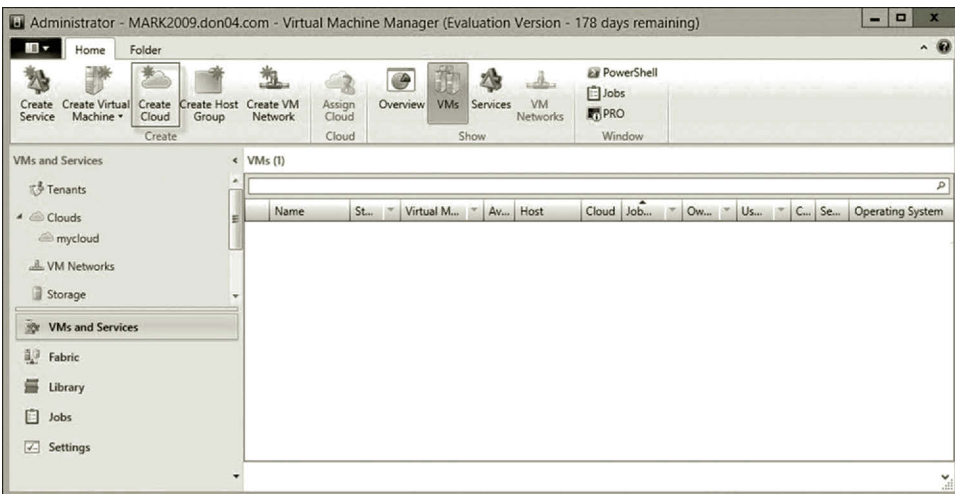 Administrator - MARK2009.don04.com - Virtual Machine Manager (Evaluation Version - 178 days remaining)
Home Folder
Create Service
Create Virtual Machine
Create Cloud
Create Host Group
Create VM Network
Assign Cloud
Overview
VMs
Services
VM Networks
PowerShell
Jobs
PRO
Create Cloud Show Window
VMs and Services
Tenants
Clouds
mycloud
VM Networks
Storage
VMs and Services
Fabric
Library
Jobs
Settings
VMs (1)
Name St... Virtual M... Av... Host Cloud Job... Ow... Us... C... Se... Operating System